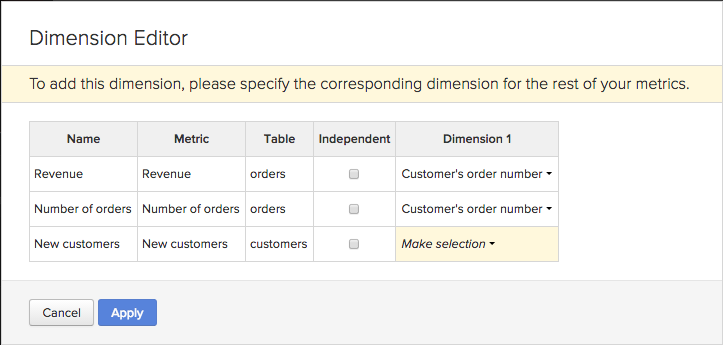 Dimension Editor
To add this dimension, please specify the corresponding dimension for the rest of your metrics.
Name Metric Table Independent Dimension 1
Revenue Revenue orders Customer's order number
Number of orders Number of orders orders Customer's order number
New customers New customers customers Make selection
Cancel Apply